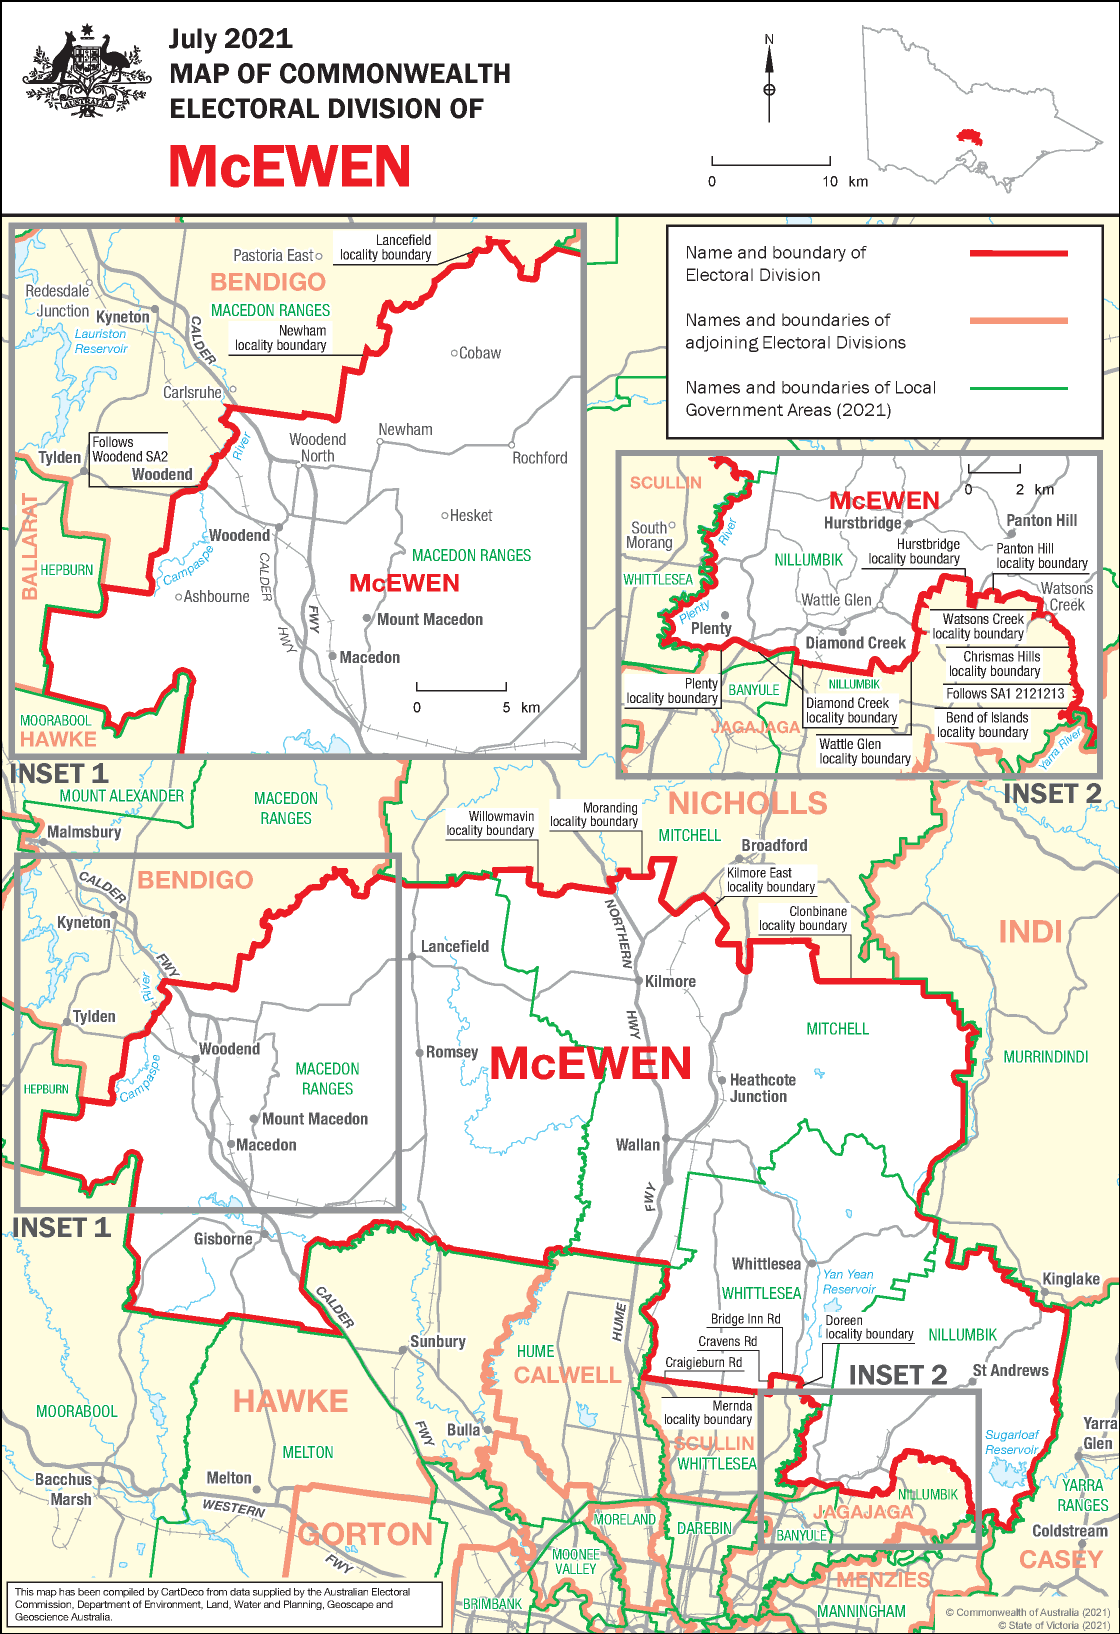 July 2021
MAP OF COMMONWEALTH
ELECTORAL DIVISION OF
McEWEN
AUSTRALIA
N
0 10 km
Name and boundary of
Electoral Division
Names and boundaries of
adjoining Electoral Divisions
Names and boundaries of Local
Government Areas (2021)
Lancefield
locality boundary
Pastoria East
BENDIGO
Redesdale
Junction
Kyneton
MACEDON RANGES
Lauriston
Reservoir
CALDER
Newham
locality boundary
Cobaw
Carlsruhe
River
Newham
Woodend
North
Rochford
Follows
Woodend SA2
Tylden
Woodend
BALLARAT
Hesket
Woodend
Campaspe
CALDER
HWY
FWY
MACEDON RANGES
HEPBURN
McEWEN
Ashbourne
Mount Macedon
Macedon
0 5 km
MOORABOOL
HAWKE
INSET 1
SCULLIN
McEWEN
0 2 km
South
Morang
River
Hurstbridge
Panton Hill
Hurstbridge
locality boundary
Panton Hill
locality boundary
NILLUMBIK
WHITTLESEA
Wattle Glen
Watsons
Creek
Plenty
Plenty
Diamond Creek
Watsons Creek
locality boundary
Chrismas Hills
locality boundary
Follows SA1 2121213
Bend of Islands
locality boundary
Plenty
locality boundary
BANYULE
NILLUMBIK
Diamond Creek
locality boundary
JAGAJAGA
Wattle Glen
locality boundary
Yarra River
INSET 2
MOUNT ALEXANDER
MACEDON
RANGES
Malmsbury
Willowmavin
locality boundary
Moranding
locality boundary
NICHOLLS
MITCHELL
Broadford
Kilmore East
locality boundary
Clonbinane
locality boundary
CALDER
BENDIGO
Kyneton
FWY
NORTHERN
INDI
Lancefield
River
Kilmore
Tylden
HWY
MITCHELL
Woodend
Romsey
McEWEN
MURRINDINDI
Campaspe
MACEDON
RANGES
HEPBURN
Heathcote
Junction
Mount Macedon
Macedon
Wallan
FWY
INSET 1
Gisborne
Whittlesea
Yan Yean
Reservoir
Kinglake
WHITTLESEA
CALDER
HUME
Bridge Inn Rd
Doreen
locality boundary
Cravens Rd
Craigieburn Rd
NILLUMBIK
Sunbury
HUME
CALWELL
INSET 2
St Andrews
HAWKE
MOORABOOL
Mernda
locality boundary
Bulla
FWY
SCULLIN
WHITTLESEA
Sugarloaf
Reservoir
Yarra
Glen
MELTON
Bacchus
Marsh
Melton
NILLUMBIK
YARRA
RANGES
WESTERN
JAGAJAGA
MORELAND
DAREBIN
BANYULE
Coldstream
GORTON
FWY
MOONEE
VALLEY
CASEY
MENZIES
BRIMBANK
MANNINGHAM
This map has been compiled by CartDeco from data supplied by the Australian Electoral
Commission, Department of Environment, Land, Water and Planning, Geoscape and
Geoscience Australia.
© Commonwealth of Australia (2021)
© State of Victoria (2021)